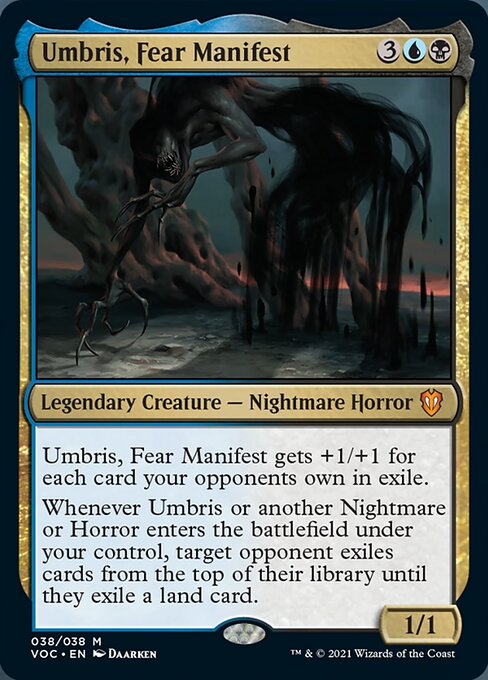 Umbris, Fear Manifest 3
Legendary Creature — Nightmare Horror
Umbris, Fear Manifest gets +1/+1 for
each card your opponents own in exile.
Whenever Umbris or another Nightmare
or Horror enters the battlefield under
your control, target opponent exiles
cards from the top of their library until
they exile a land card.
1/1
038/038 M
VOC • EN Daarken
™ & © 2021 Wizards of the Coast